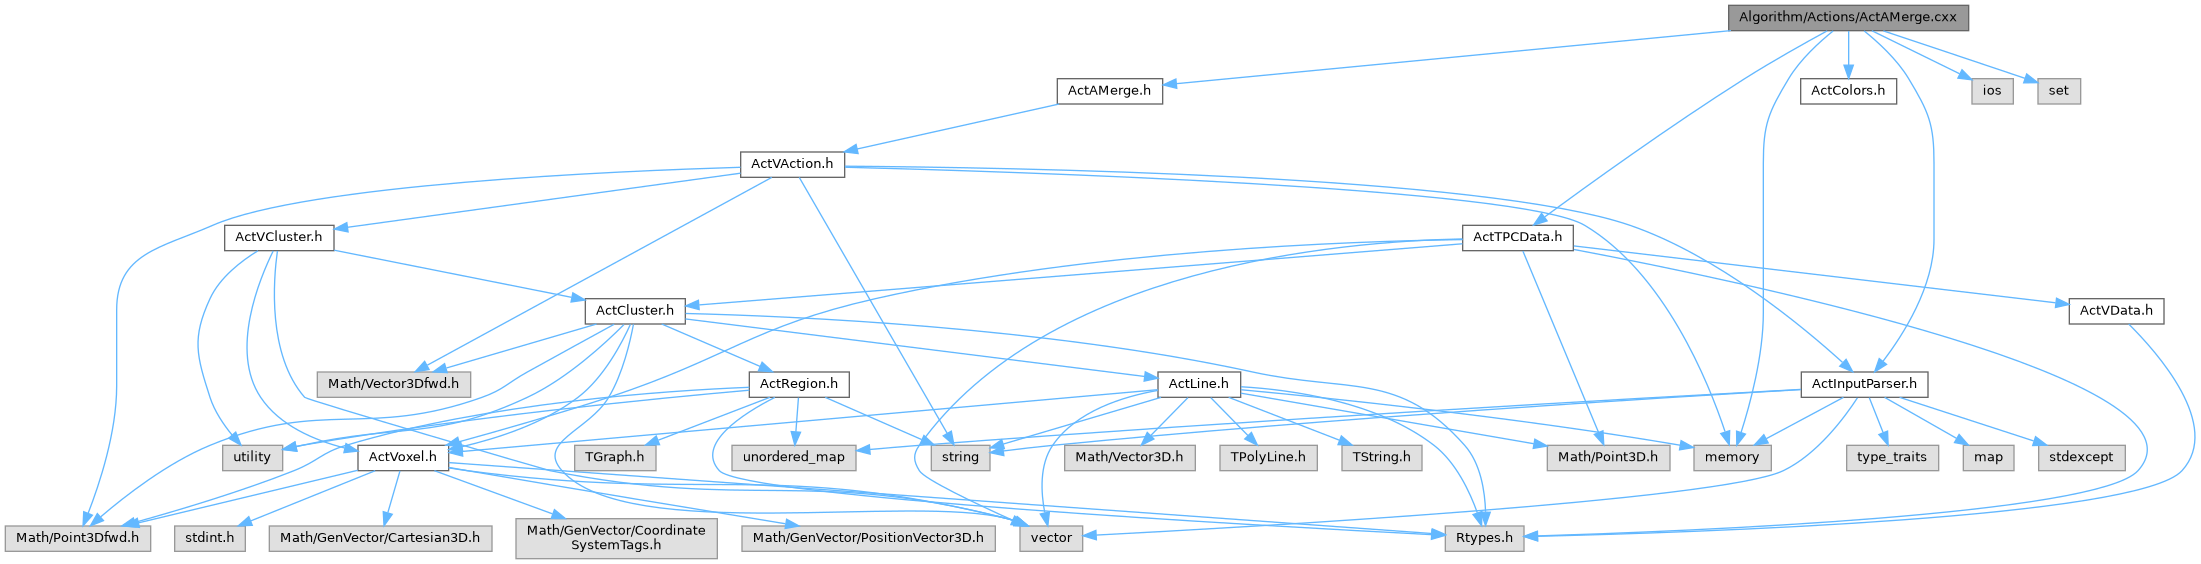 Algorithm/Actions/ActAMerge.cxx
ActAMerge.h
ActColors.h
ios
set
ActVAction.h
ActVCluster.h
ActTPCData.h
ActCluster.h
ActVData.h
Math/Vector3Dfwd.h
ActRegion.h
ActLine.h
ActInputParser.h
utility
ActVoxel.h
TGraph.h
unordered_map
string
Math/Vector3D.h
TPolyLine.h
TString.h
Math/Point3D.h
memory
type_traits
map
stdexcept
Math/Point3Dfwd.h
stdint.h
Math/GenVector/Cartesian3D.h
Math/GenVector/Coordinate
SystemTags.h
Math/GenVector/PositionVector3D.h
vector
Rtypes.h